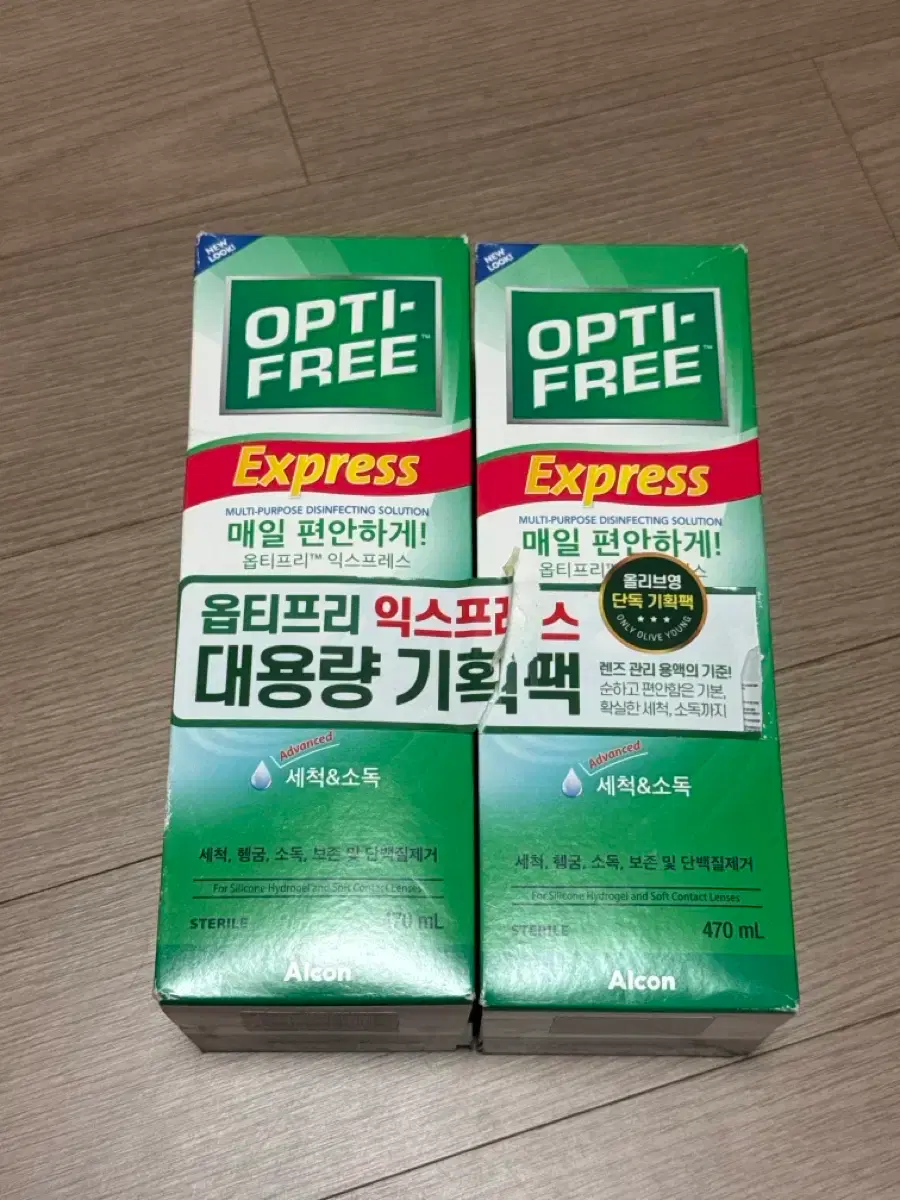 NEW
LOOK!
OPTI-
FREE™
Express
MULTI-PURPOSE DISINFECTING SOLUTION
매일 편안하게!
옵티프리™ 익스프레스
NEW
LOOK!
OPTI-
FREE™
Express
MULTI-PURPOSE DISINFECTING SOLUTION
매일 편안하게!
옵티프리
옵티프리 익스프레스
대용량 기획팩
올리브영
단독 기획팩
ONLY OLIVE YOUNG
렌즈 관리 용액의 기준!
순하고 편안함은 기본,
확실한 세척, 소독까지
Advanced
세척&소독
세척, 헹굼, 소독, 보존 및 단백질제거
For Silicone Hydrogel and Soft Contact Lenses
STERILE 470 mL
Alcon
Advanced
세척&소독
세척, 헹굼, 소독, 보존 및 단백질제거
For Silicone Hydrogel and Soft Contact Lenses
STERILE 470 mL
Alcon